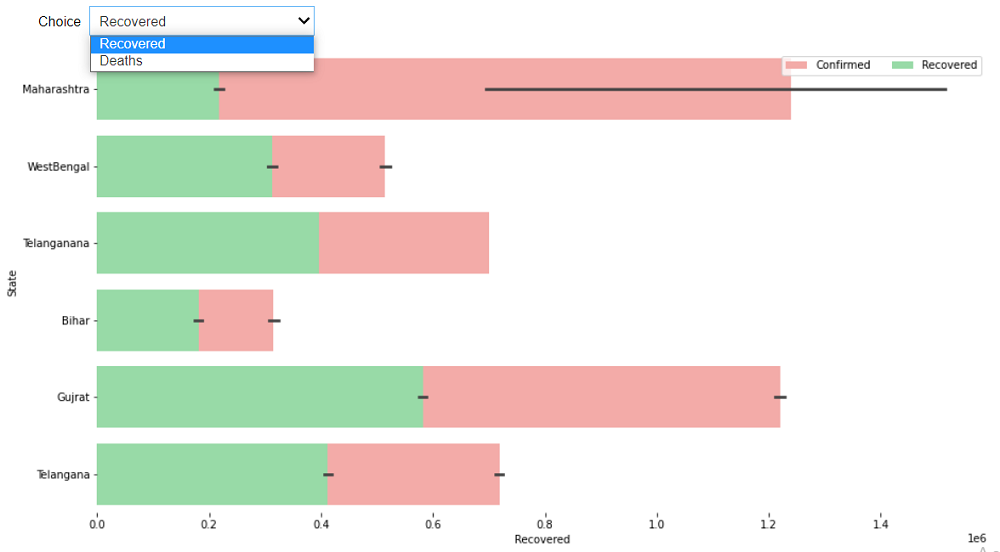 Choice Recovered
Recovered
Deaths
Confirmed Recovered
Maharashtra
WestBengal
Telanganana
Bihar
Gujrat
Telangana
State
0.0 0.2 0.4 0.6 0.8 1.0 1.2 1.4
1e6
Recovered